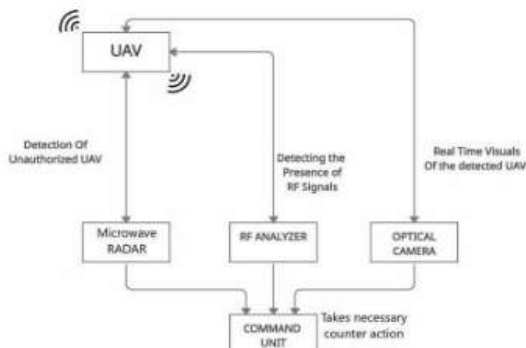 UAV
Detection Of
Unauthorized UAV
Detecting the
Presence of
RF Signals
Real Time Visuals
Of the detected UAV
Microwave
RADAR
RF ANALYZER
OPTICAL
CAMERA
COMMAND
UNIT
Takes necessary
counter action